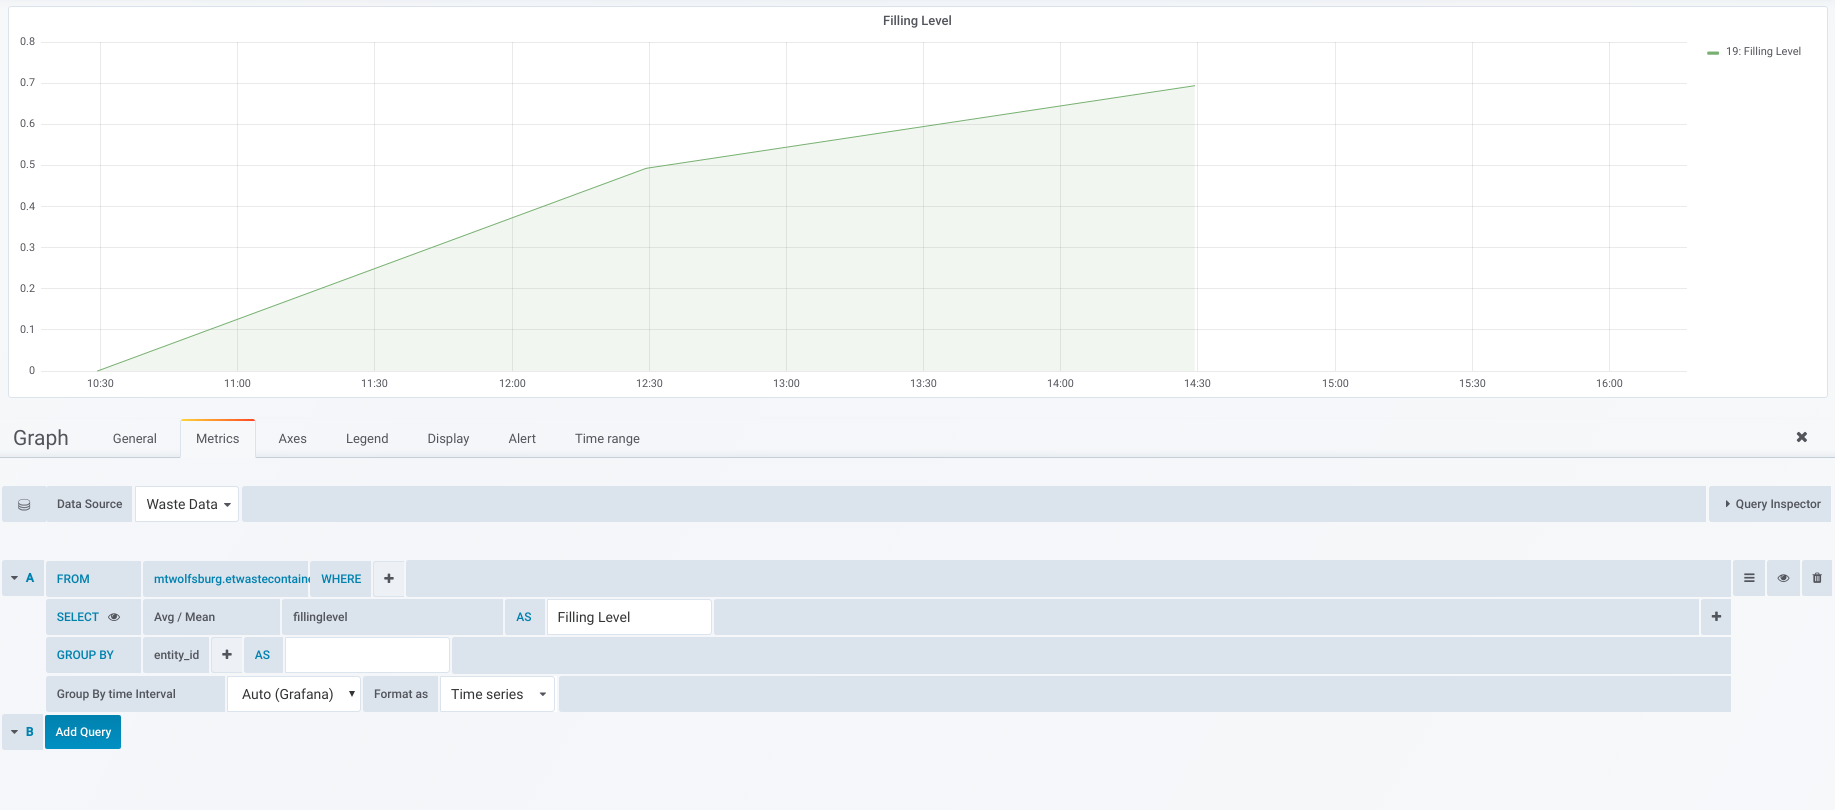 Filling Level
0.8
0.7
0.6
0.5
0.4
0.3
0.2
0.1
0
10:30 11:00 11:30 12:00 12:30 13:00 13:30 14:00 14:30 15:00 15:30 16:00
19: Filling Level
Graph General Metrics Axes Legend Display Alert Time range
Data Source Waste Data Query Inspector
A FROM mtwolfsburg.etwastecontaine WHERE
SELECT Avg / Mean fillinglevel AS Filling Level
GROUP BY entity_id AS
Group By time Interval Auto (Grafana) Format as Time series
B Add Query